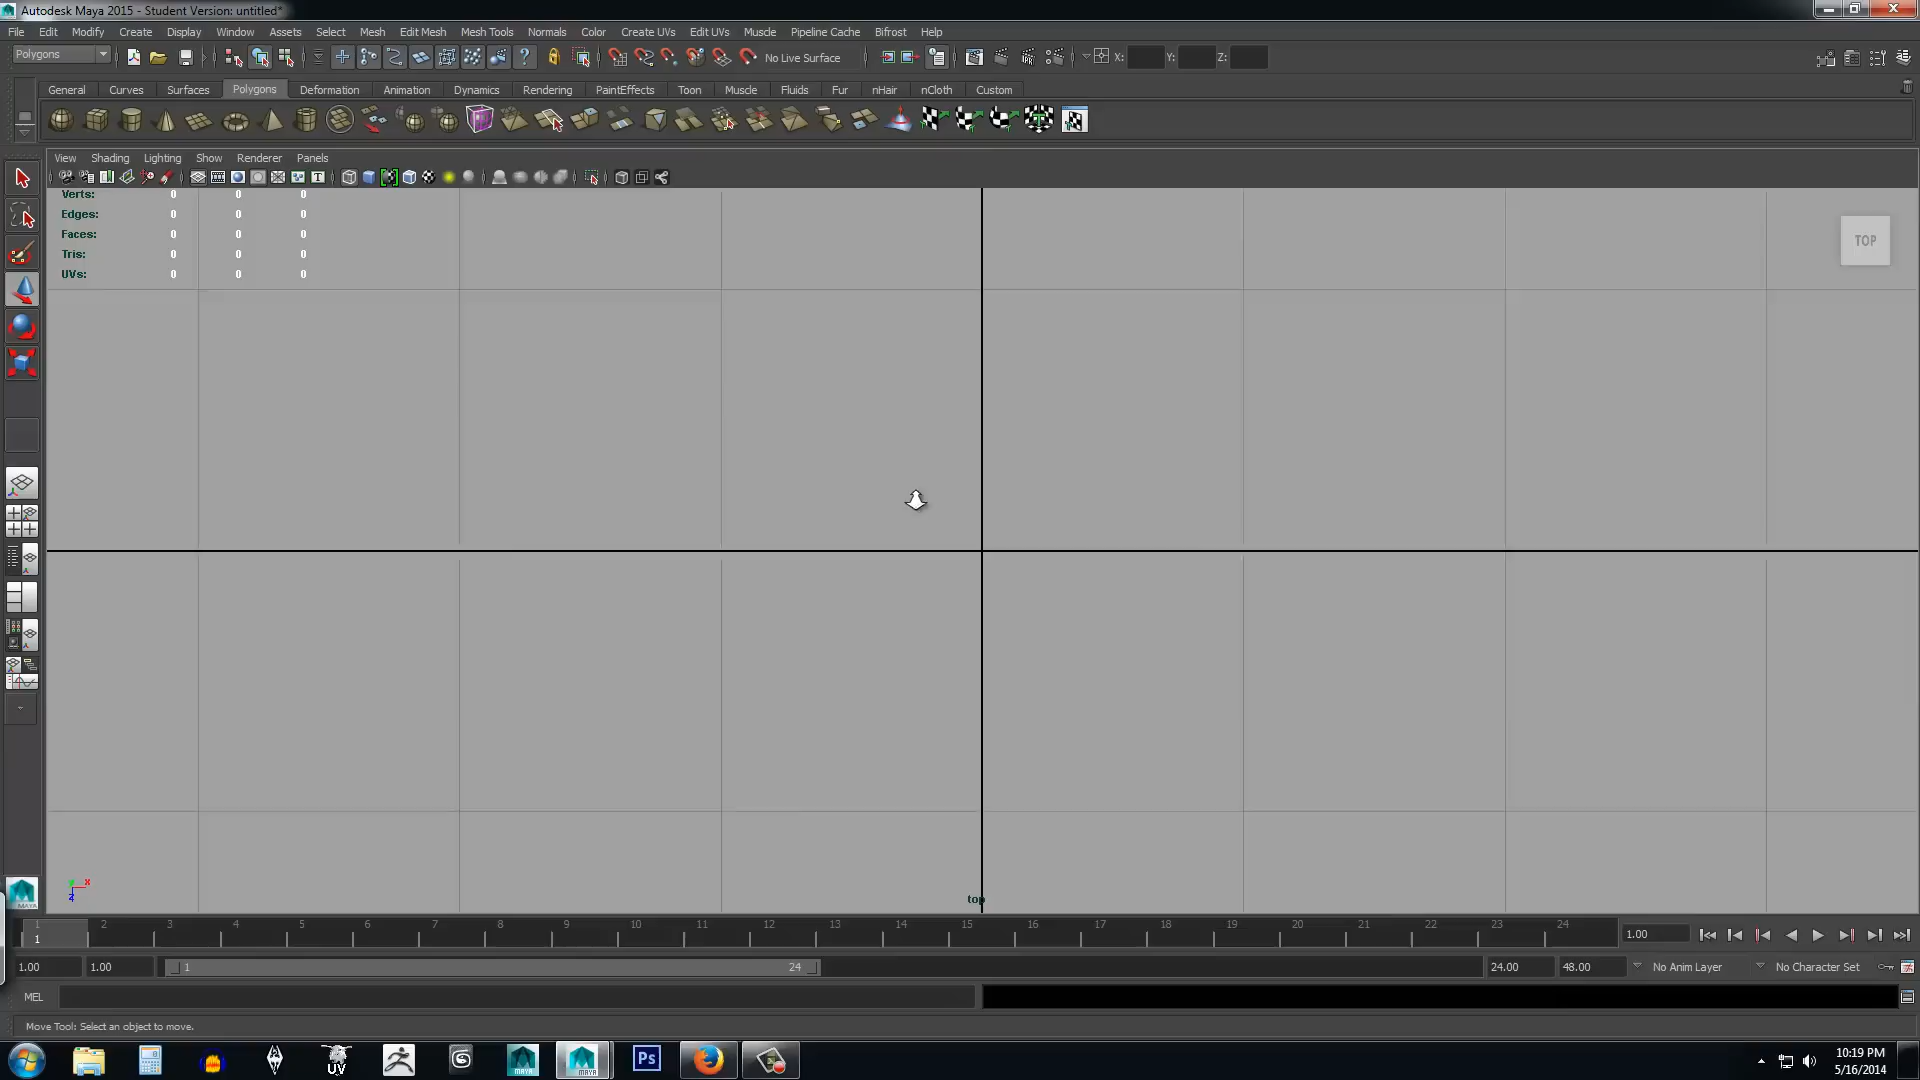 Autodesk Maya 2015 - Student Version: untitled*
File Edit Modify Create Display Window Assets Select Mesh Edit Mesh Mesh Tools Normals Color Create UVs Edit UVs Muscle Pipeline Cache Bifrost Help
Polygons No Live Surface X: Y: Z:
General Curves Surfaces Polygons Deformation Animation Dynamics Rendering PaintEffects Toon Muscle Fluids Fur nHair nCloth Custom
View Shading Lighting Show Renderer Panels
Verts: 0 0 0
Edges: 0 0 0
Faces: 0 0 0
Tris: 0 0 0
UVs: 0 0 0
TOP
top
1 2 3 4 5 6 7 8 9 10 11 12 13 14 15 16 17 18 19 20 21 22 23 24
1 1.00
1.00 1.00 1 24 24.00 48.00 No Anim Layer No Character Set
MEL
Move Tool: Select an object to move.
UV MAYA MAYA Ps
10:19 PM
5/16/2014